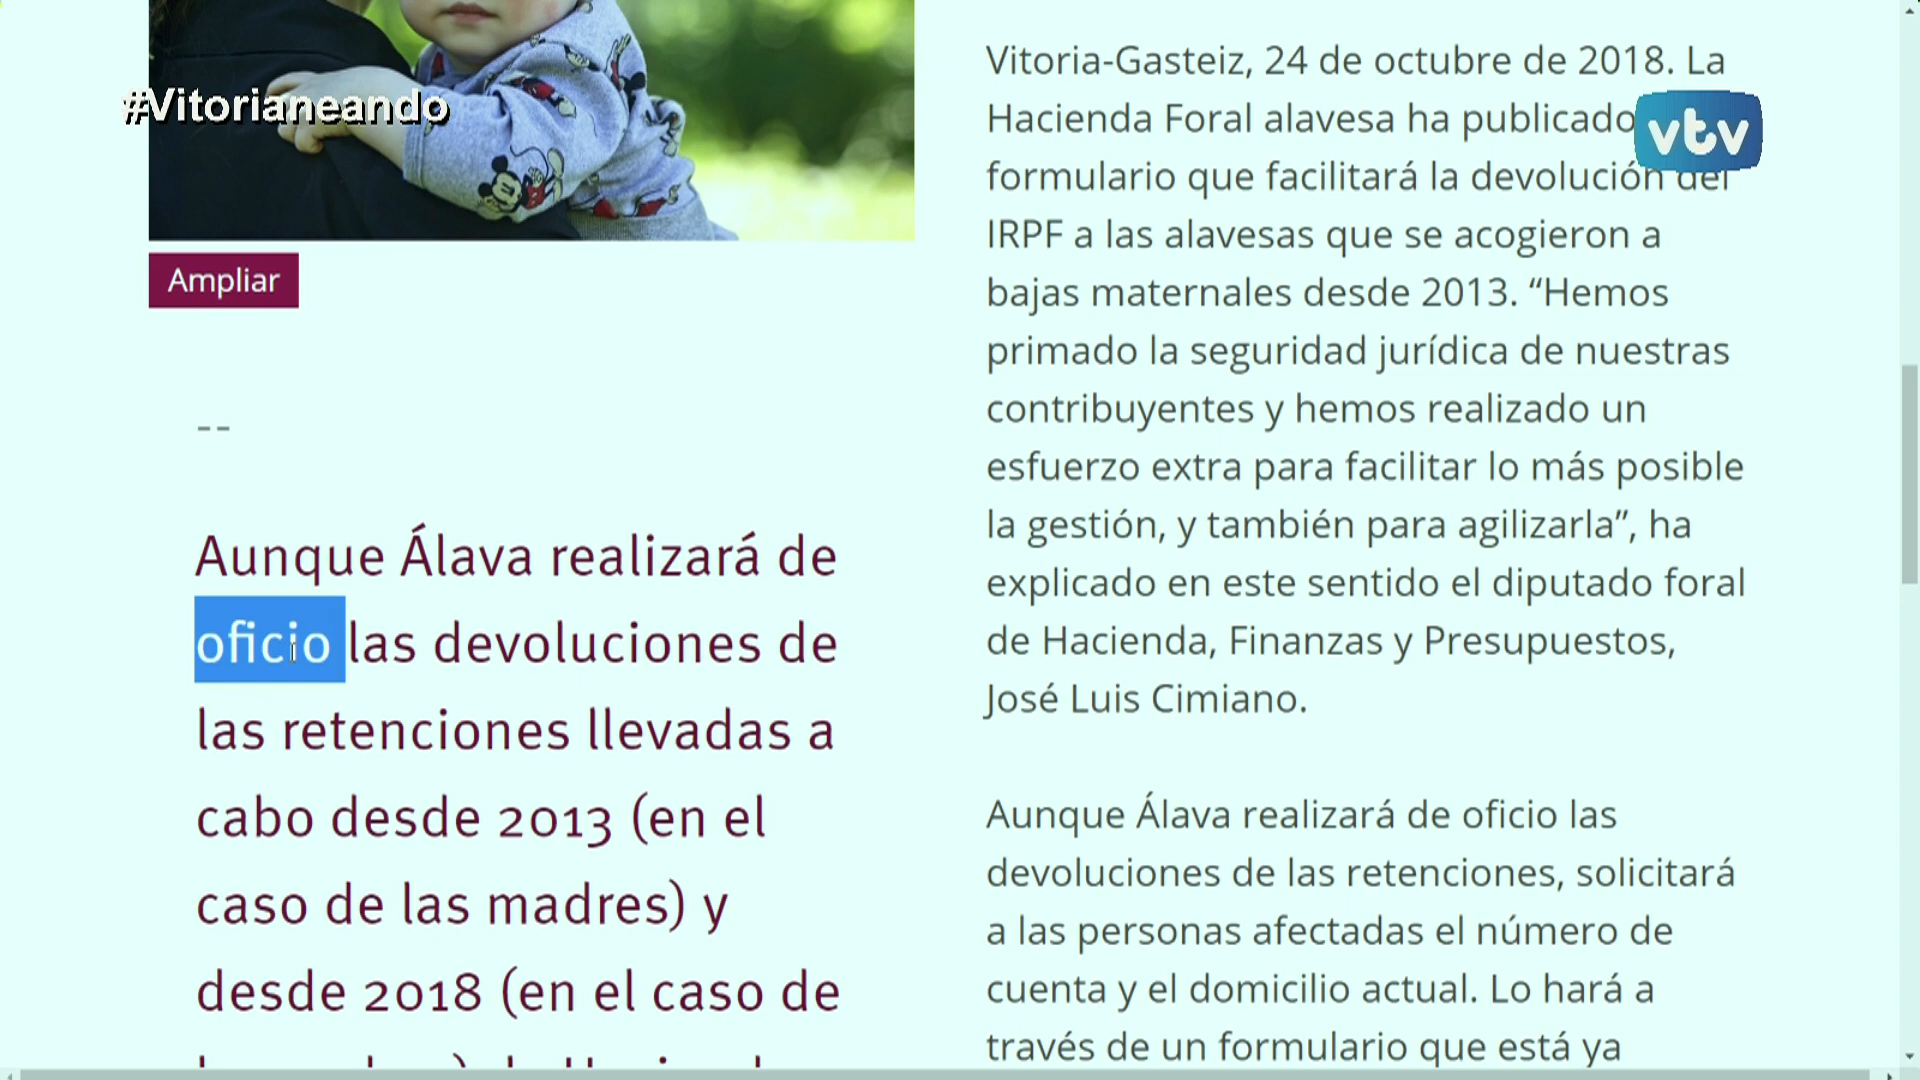 #Vitorianeando
vtv
Ampliar
--
Aunque Álava realizará de
oficio las devoluciones de
las retenciones llevadas a
cabo desde 2013 (en el
caso de las madres) y
desde 2018 (en el caso de
Vitoria-Gasteiz, 24 de octubre de 2018. La
Hacienda Foral alavesa ha publicado
formulario que facilitará la devolución del
IRPF a las alavesas que se acogieron a
bajas maternales desde 2013. “Hemos
primado la seguridad jurídica de nuestras
contribuyentes y hemos realizado un
esfuerzo extra para facilitar lo más posible
la gestión, y también para agilizarla”, ha
explicado en este sentido el diputado foral
de Hacienda, Finanzas y Presupuestos,
José Luis Cimiano.
Aunque Álava realizará de oficio las
devoluciones de las retenciones, solicitará
a las personas afectadas el número de
cuenta y el domicilio actual. Lo hará a
través de un formulario que está ya